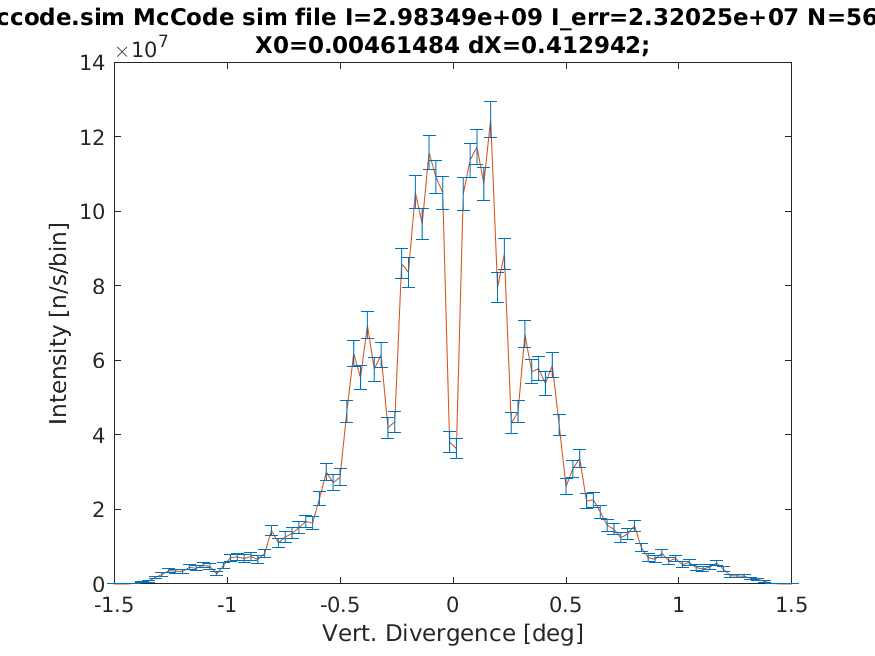 ccode.sim McCode sim file I=2.98349e+09 I_err=2.32025e+07 N=56
X0=0.00461484 dX=0.412942;
×10^7
14
12
10
8
6
4
2
0
-1.5 -1 -0.5 0 0.5 1 1.5
Vert. Divergence [deg]
Intensity [n/s/bin]